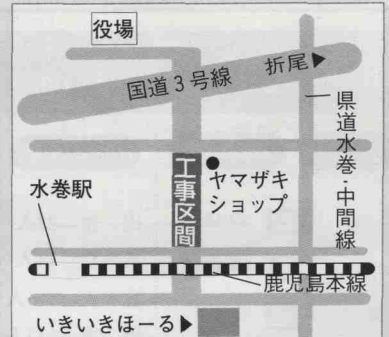 役場
国道3号線
折尾▶
県道水巻・中間線
工事区間
ヤマザキ
ショップ
水巻駅
鹿児島本線
いきいきほーる▶